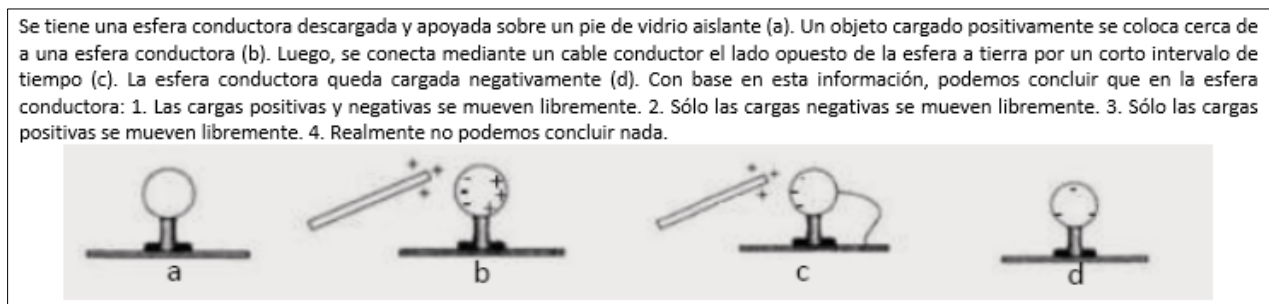 Se tiene una esfera conductora descargada y apoyada sobre un pie de vidrio aislante (a). Un objeto cargado positivamente se coloca cerca de
a una esfera conductora (b). Luego, se conecta mediante un cable conductor el lado opuesto de la esfera a tierra por un corto intervalo de
tiempo (c). La esfera conductora queda cargada negativamente (d). Con base en esta información, podemos concluir que en la esfera
conductora: 1. Las cargas positivas y negativas se mueven libremente. 2. Sólo las cargas negativas se mueven libremente. 3. Sólo las cargas
positivas se mueven libremente. 4. Realmente no podemos concluir nada.
a b c d